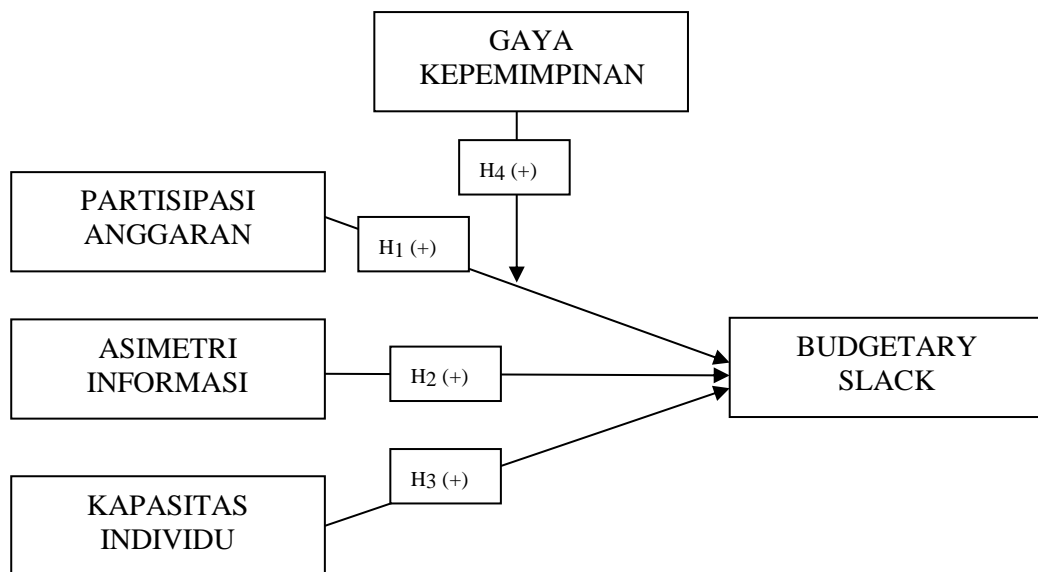 GAYA
KEPEMIMPINAN
H4 (+)
PARTISIPASI
ANGGARAN
H1 (+)
ASIMETRI
INFORMASI
H2 (+)
BUDGETARY
SLACK
H3 (+)
KAPASITAS
INDIVIDU